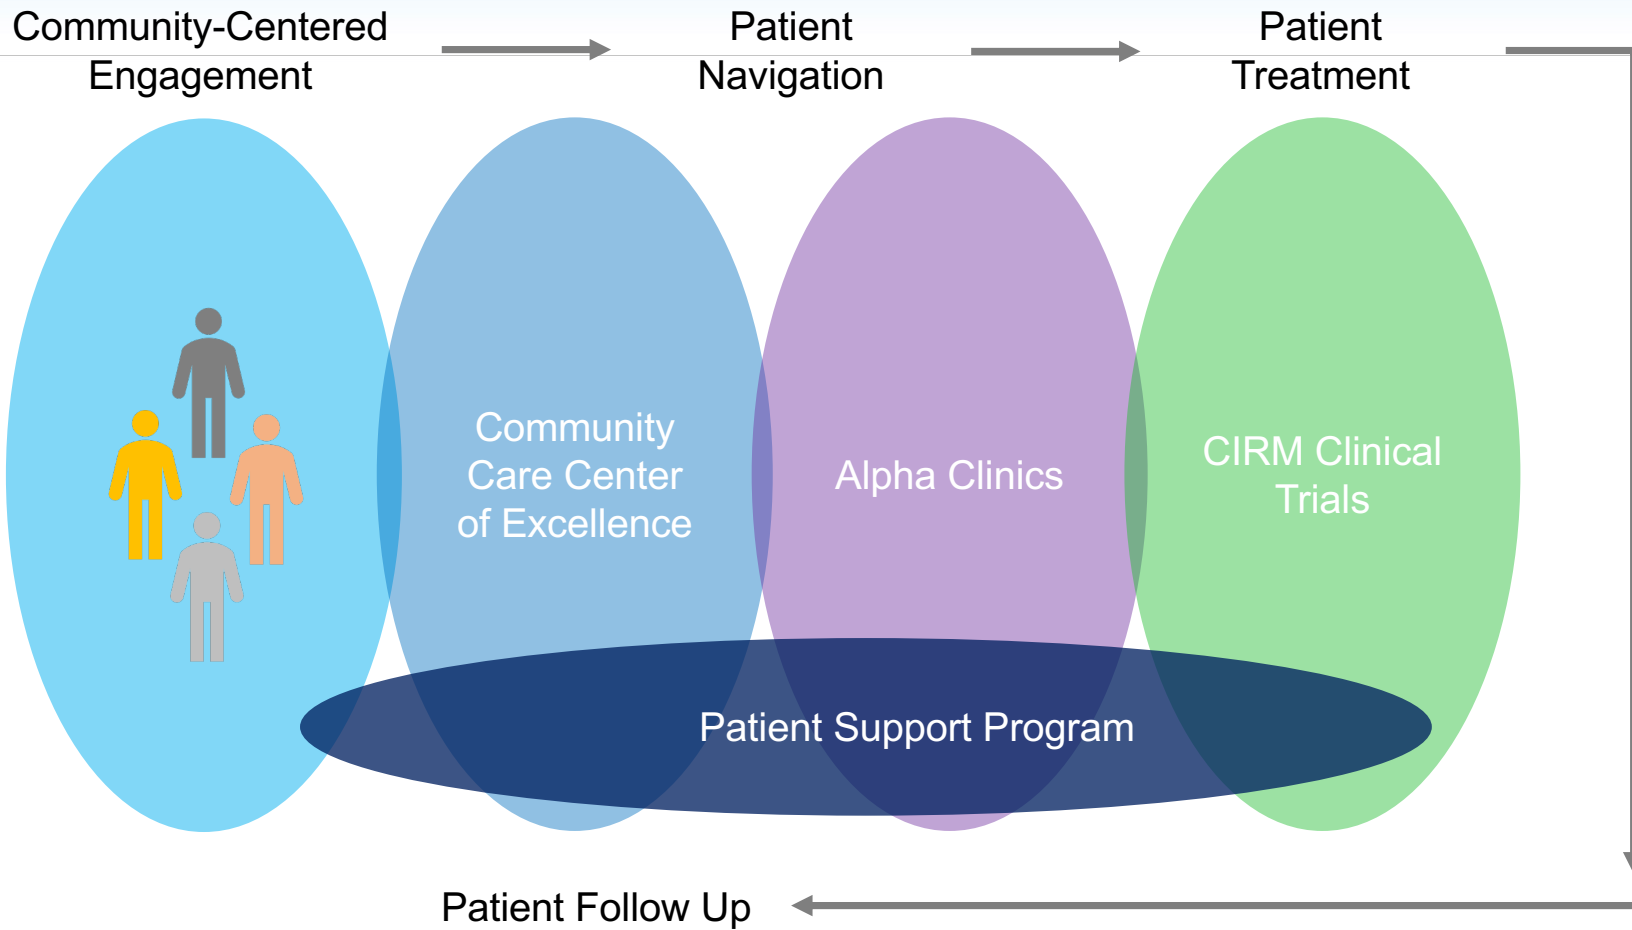 Community-Centered
Engagement
Patient
Navigation
Patient
Treatment
Community
Care Center
of Excellence
Alpha Clinics
CIRM Clinical
Trials
Patient Support Program
Patient Follow Up